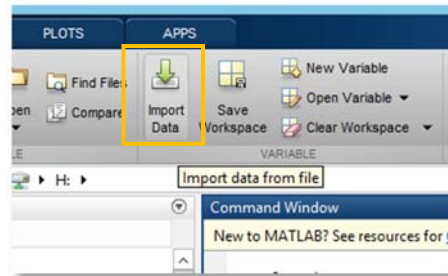 PLOTS APPS
Find Files
Compare
Import
Data
Save
Workspace
New Variable
Open Variable
Clear Workspace
VARIABLE
H:
Import data from file
Command Window
New to MATLAB? See resources for